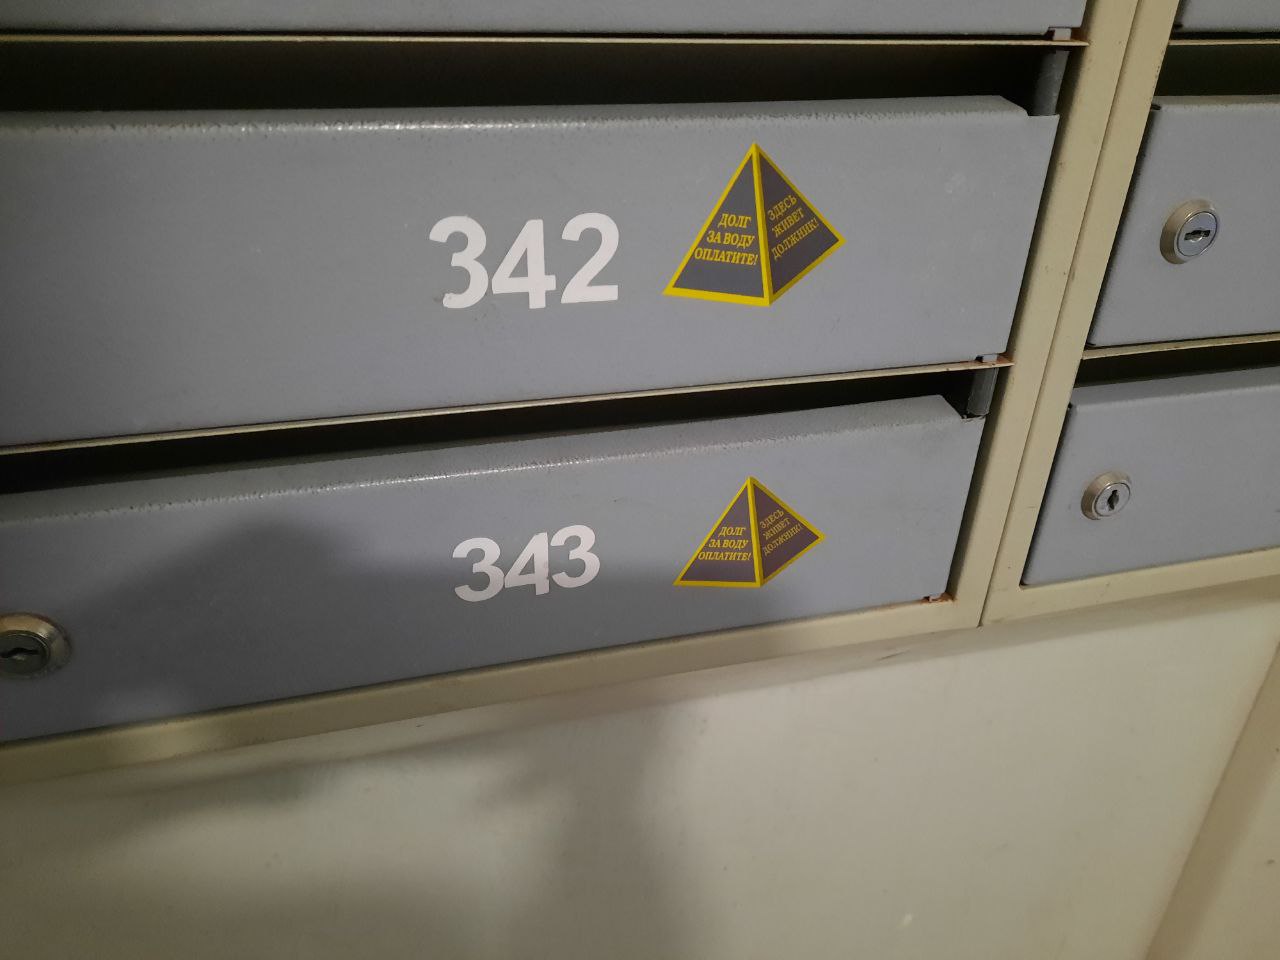 342
ДОЛГ
ЗА ВОДУ
ОПЛАТИТЕ!
ЗДЕСЬ
ЖИВЕТ
ДОЛЖНИК!
343
ДОЛГ
ЗА ВОДУ
ОПЛАТИТЕ!
ЗДЕСЬ
ЖИВЕТ
ДОЛЖНИК!